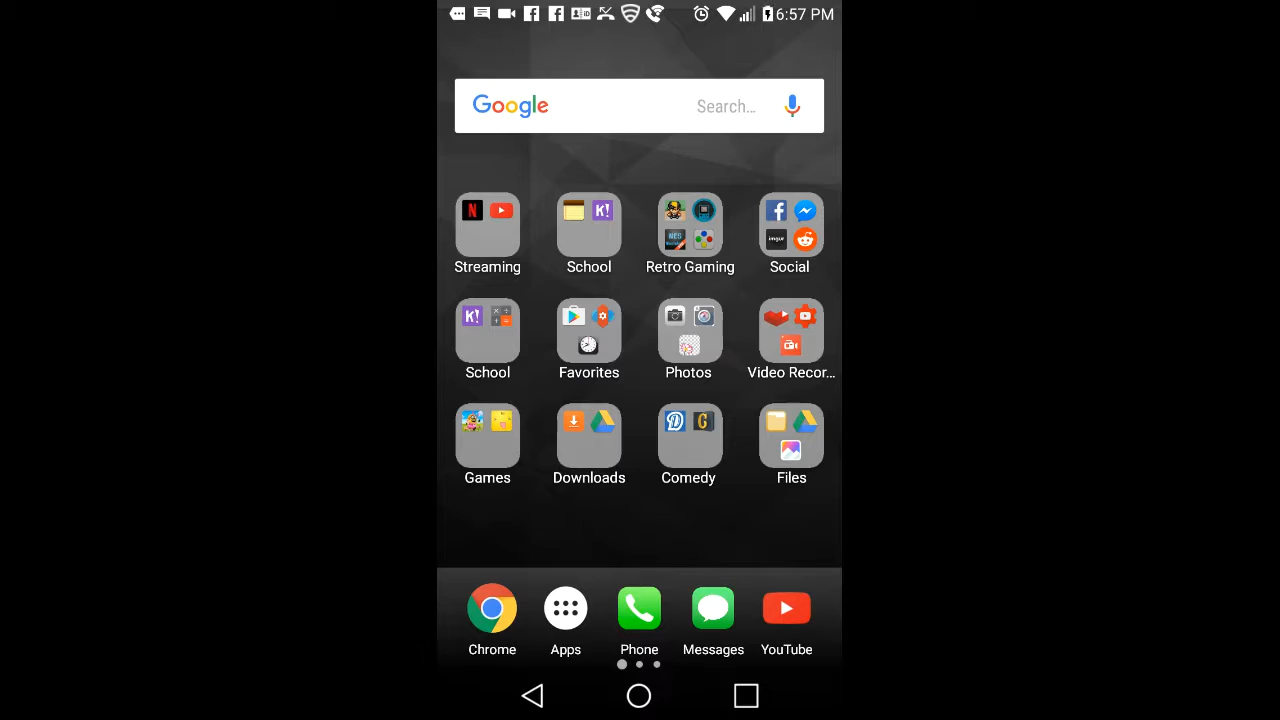 6:57 PM
Google Search...
Streaming School Retro Gaming Social
School Favorites Photos Video Recor...
Games Downloads Comedy Files
Chrome Apps Phone Messages YouTube